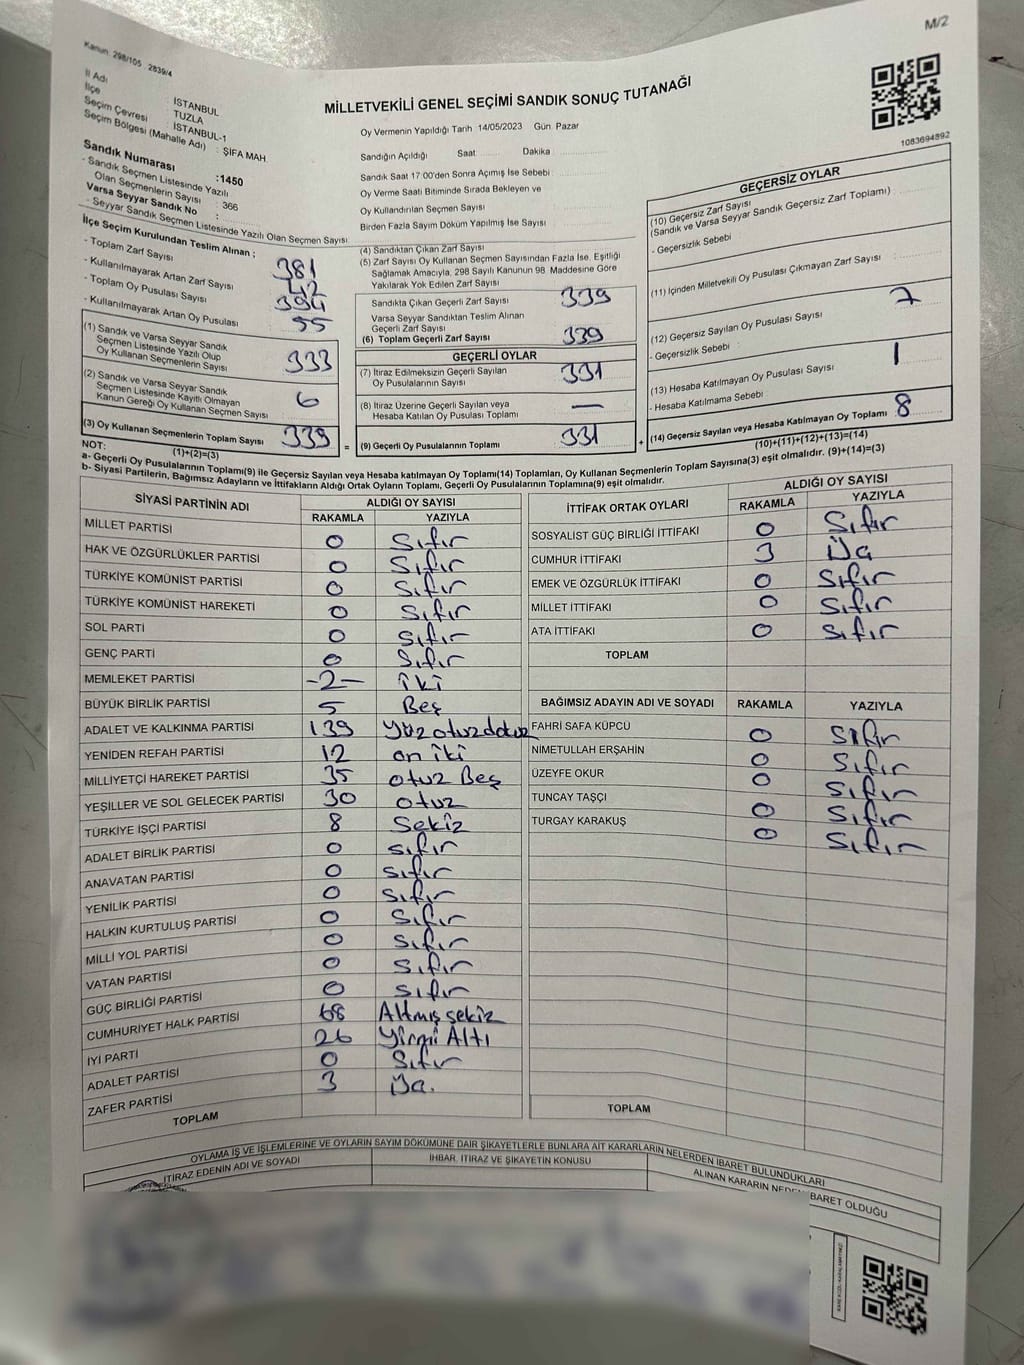 M/2
Kanun: 298/105 2839/4
MİLLETVEKİLİ GENEL SEÇİMİ SANDIK SONUÇ TUTANAĞI
1083694892
İl Adı : İSTANBUL
İlçe : TUZLA
Seçim Çevresi : İSTANBUL-1
Seçim Bölgesi (Mahalle Adı) : ŞİFA MAH.
Sandık Numarası :1450
- Sandık Seçmen Listesinde Yazılı
Olan Seçmenlerin Sayısı : 366
Varsa Seyyar Sandık No :
- Seyyar Sandık Seçmen Listesinde Yazılı Olan Seçmen Sayısı
Oy Vermenin Yapıldığı Tarih 14/05/2023 Gün Pazar
Sandığın Açıldığı Saat: Dakika
Sandık Saat 17:00'den Sonra Açılmış İse Sebebi
Oy Verme Saati Bitiminde Sırada Bekleyen ve
Oy Kullandırılan Seçmen Sayısı
Birden Fazla Sayım Döküm Yapılmış İse Sayısı
İlçe Seçim Kurulundan Teslim Alınan ;
- Toplam Zarf Sayısı 381
- Kullanılmayarak Artan Zarf Sayısı 42
- Toplam Oy Pusulası Sayısı 394
- Kullanılmayarak Artan Oy Pusulası 55
(1) Sandık ve Varsa Seyyar Sandık
Seçmen Listesinde Yazılı Olup
Oy Kullanan Seçmenlerin Sayısı 333
(2) Sandık ve Varsa Seyyar Sandık
Seçmen Listesinde Kayıtlı Olmayan
Kanun Gereği Oy Kullanan Seçmen Sayısı 6
(3) Oy Kullanan Seçmenlerin Toplam Sayısı 339
(1)+(2)=(3)
(4) Sandıktan Çıkan Zarf Sayısı
(5) Zarf Sayısı Oy Kullanan Seçmen Sayısından Fazla İse, Eşitliği
Sağlamak Amacıyla, 298 Sayılı Kanunun 98. Maddesine Göre
Yakılarak Yok Edilen Zarf Sayısı
Sandıkta Çıkan Geçerli Zarf Sayısı 339
Varsa Seyyar Sandıktan Teslim Alınan
Geçerli Zarf Sayısı
(6) Toplam Geçerli Zarf Sayısı 339
GEÇERLİ OYLAR
(7) İtiraz Edilmeksizin Geçerli Sayılan
Oy Pusulalarının Sayısı 331
(8) İtiraz Üzerine Geçerli Sayılan veya
Hesaba Katılan Oy Pusulası Toplamı —
= (9) Geçerli Oy Pusulalarının Toplamı 331 +
GEÇERSİZ OYLAR
(10) Geçersiz Zarf Sayısı
(Sandık ve Varsa Seyyar Sandık Geçersiz Zarf Toplamı)
- Geçersizlik Sebebi
(11) İçinden Milletvekili Oy Pusulası Çıkmayan Zarf Sayısı
(12) Geçersiz Sayılan Oy Pusulası Sayısı 7
- Geçersizlik Sebebi :
(13) Hesaba Katılmayan Oy Pusulası Sayısı 1
- Hesaba Katılmama Sebebi
(14) Geçersiz Sayılan veya Hesaba Katılmayan Oy Toplamı 8
(10)+(11)+(12)+(13)=(14)
NOT:
a- Geçerli Oy Pusulalarının Toplamı(9) ile Geçersiz Sayılan veya Hesaba katılmayan Oy Toplamı(14) Toplamları, Oy Kullanan Seçmenlerin Toplam Sayısına(3) eşit olmalıdır. (9)+(14)=(3)
b- Siyasi Partilerin, Bağımsız Adayların ve İttifakların Aldığı Ortak Oyların Toplamı, Geçerli Oy Pusulalarının Toplamına(9) eşit olmalıdır.
SİYASİ PARTİNİN ADI ALDIĞI OY SAYISI
RAKAMLA YAZIYLA
MİLLET PARTİSİ 0 Sıfır
HAK VE ÖZGÜRLÜKLER PARTİSİ 0 Sıfır
TÜRKİYE KOMÜNİST PARTİSİ 0 Sıfır
TÜRKİYE KOMÜNİST HAREKETİ 0 Sıfır
SOL PARTİ 0 Sıfır
GENÇ PARTİ 0 Sıfır
MEMLEKET PARTİSİ -2- İki
BÜYÜK BİRLİK PARTİSİ 5 Beş
ADALET VE KALKINMA PARTİSİ 139 Yüz otuzdokuz
YENİDEN REFAH PARTİSİ 12 on iki
MİLLİYETÇİ HAREKET PARTİSİ 35 otuz Beş
YEŞİLLER VE SOL GELECEK PARTİSİ 30 otuz
TÜRKİYE İŞÇİ PARTİSİ 8 Sekiz
ADALET BİRLİK PARTİSİ 0 sıfır
ANAVATAN PARTİSİ 0 sıfır
YENİLİK PARTİSİ 0 sıfır
HALKIN KURTULUŞ PARTİSİ 0 Sıfır
MİLLİ YOL PARTİSİ 0 Sıfır
VATAN PARTİSİ 0 Sıfır
GÜÇ BİRLİĞİ PARTİSİ 0 sıfır
CUMHURİYET HALK PARTİSİ 68 Altmış sekiz
İYİ PARTİ 26 Yirmi Altı
ADALET PARTİSİ 0 Sıfır
ZAFER PARTİSİ 3 Üç.
TOPLAM
İTTİFAK ORTAK OYLARI ALDIĞI OY SAYISI
RAKAMLA YAZIYLA
SOSYALİST GÜÇ BİRLİĞİ İTTİFAKI 0 Sıfır
CUMHUR İTTİFAKI 3 Üç
EMEK VE ÖZGÜRLÜK İTTİFAKI 0 Sıfır
MİLLET İTTİFAKI 0 Sıfır
ATA İTTİFAKI 0 Sıfır
TOPLAM
BAĞIMSIZ ADAYIN ADI VE SOYADI RAKAMLA YAZIYLA
FAHRİ SAFA KÜPCÜ 0 Sıfır
NİMETULLAH ERŞAHİN 0 Sıfır
ÜZEYFE OKUR 0 Sıfır
TUNCAY TAŞÇI 0 Sıfır
TURGAY KARAKUŞ 0 Sıfır
TOPLAM
OYLAMA İŞ VE İŞLEMLERİNE VE OYLARIN SAYIM DÖKÜMÜNE DAİR ŞİKAYETLERLE BUNLARA AİT KARARLARIN NELERDEN İBARET BULUNDUKLARI
İTİRAZ EDENİN ADI VE SOYADI İHBAR, İTİRAZ VE ŞİKAYETİN KONUSU ALINAN KARARIN İBARET OLDUĞU